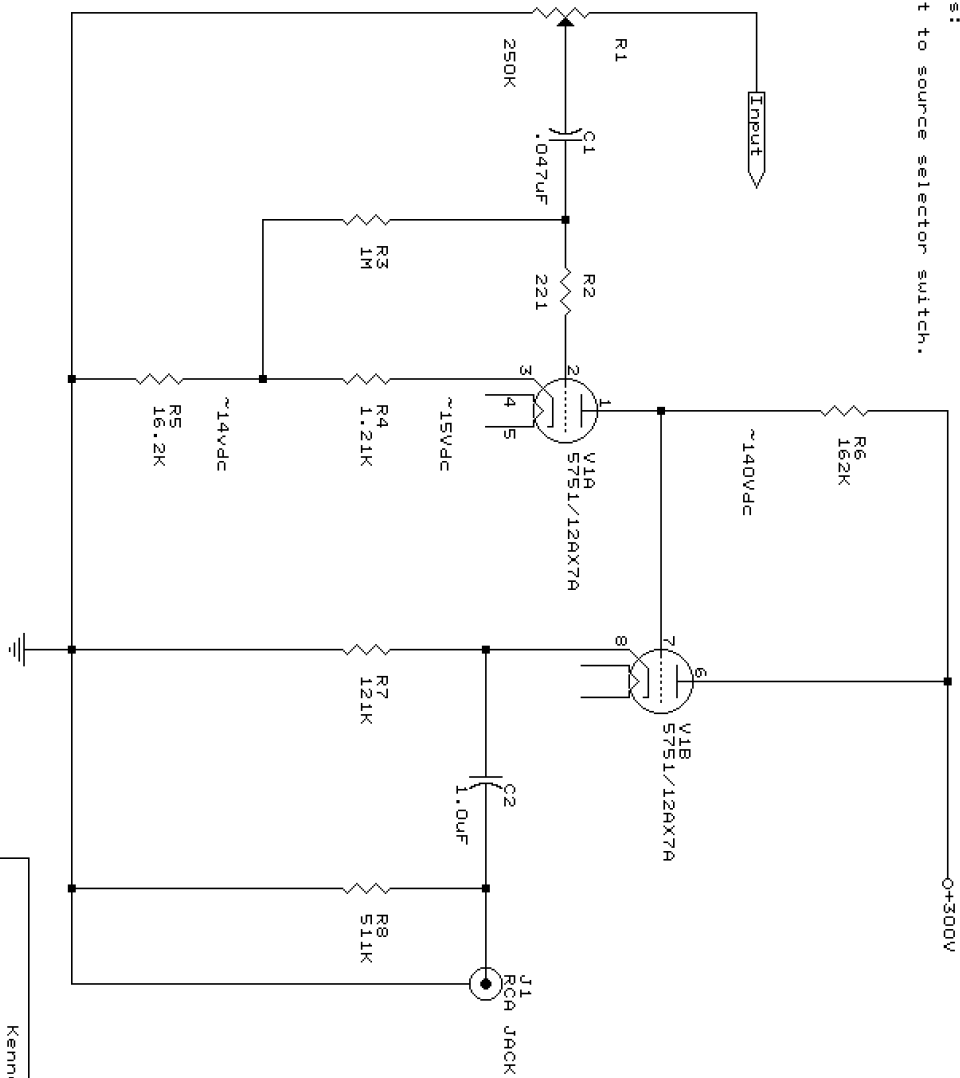 s:
t to source selector switch.
Input
R1
250K
C1
.047uF
R2
221
R3
1M
R4
1.21K
R5
16.2K
~14vdc
~15Vdc
~140Vdc
R6
162K
1
2
3
4
5
V1A
5751/12AX7A
6
7
8
V1B
5751/12AX7A
R7
121K
C2
1.0uF
R8
511K
+300V
J1
RCA JACK
Kenn